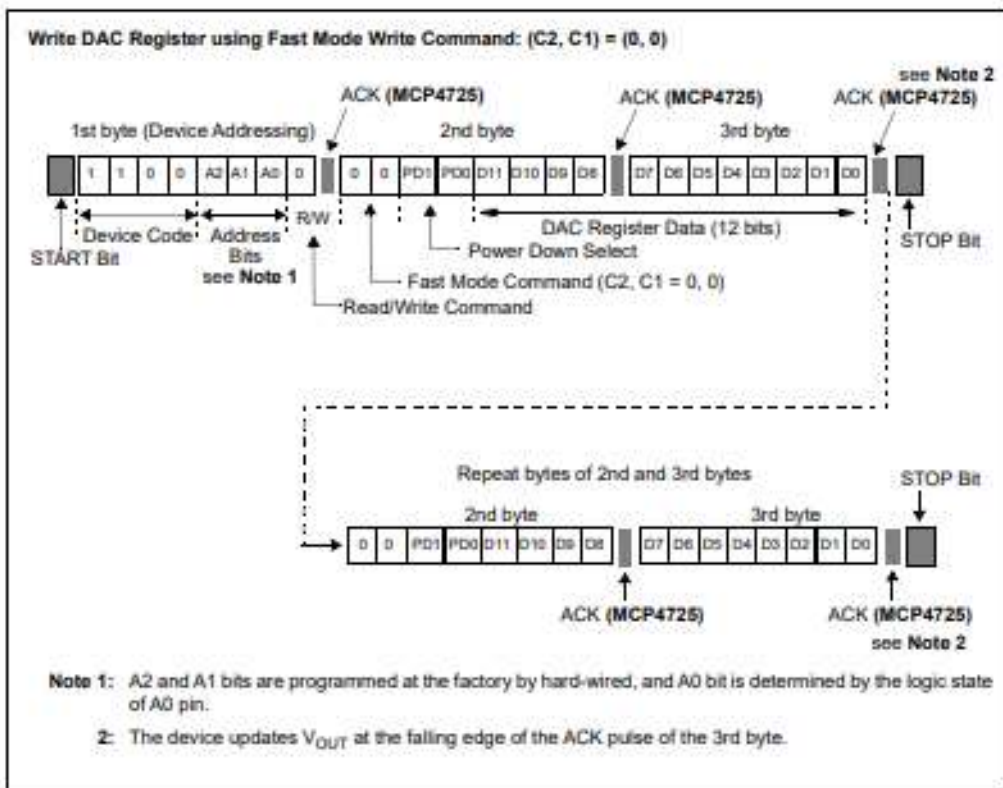 Write DAC Register using Fast Mode Write Command: (C2, C1) = (0, 0)
see Note 2
ACK (MCP4725) ACK (MCP4725) ACK (MCP4725)
1st byte (Device Addressing) 2nd byte 3rd byte
1 1 0 0 A2 A1 A0 0 0 0 PD1 PD0 D11 D10 D9 D8 D7 D6 D5 D4 D3 D2 D1 D0
R/W
Device Code Address DAC Register Data (12 bits)
START Bit Bits Power Down Select STOP Bit
see Note 1 Fast Mode Command (C2, C1 = 0, 0)
Read/Write Command
Repeat bytes of 2nd and 3rd bytes STOP Bit
2nd byte 3rd byte
0 0 PD1 PD0 D11 D10 D9 D8 D7 D6 D5 D4 D3 D2 D1 D0
ACK (MCP4725) ACK (MCP4725)
see Note 2
Note 1: A2 and A1 bits are programmed at the factory by hard-wired, and A0 bit is determined by the logic state
of A0 pin.
2: The device updates VOUT at the falling edge of the ACK pulse of the 3rd byte.